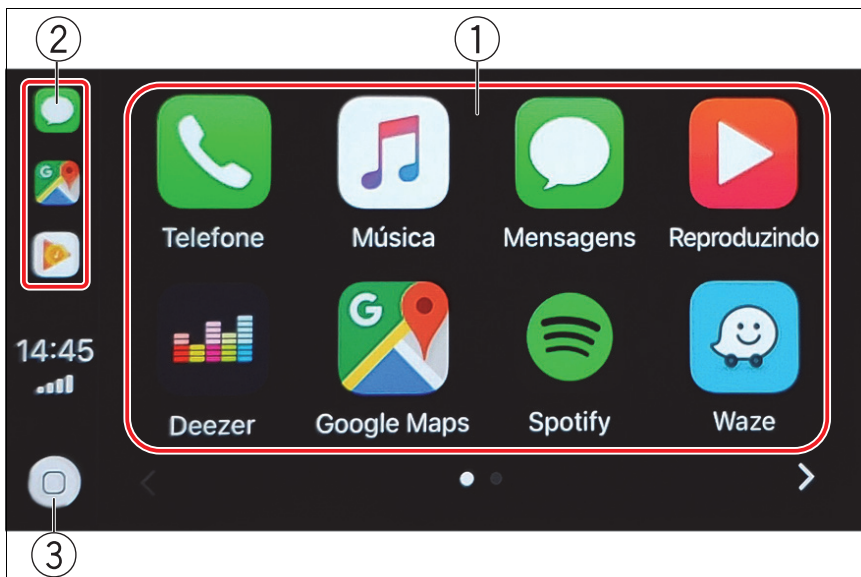 ②
①
Telefone
Música
Mensagens
Reproduzindo
14:45
Deezer
G
Google Maps
Spotify
Waze
③